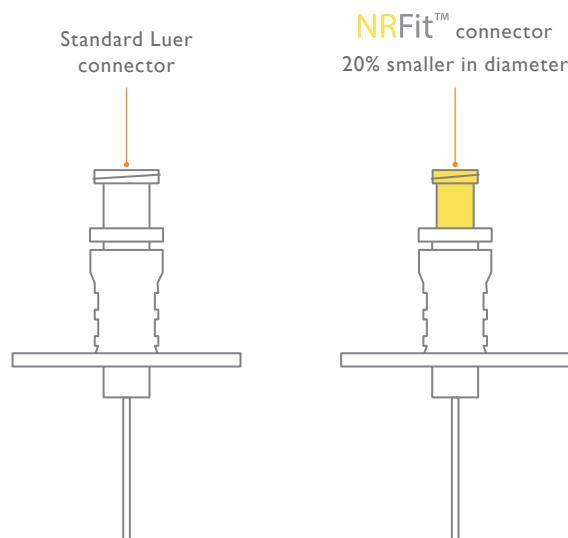 Standard Luer
connector
NRFit™ connector
20% smaller in diameter